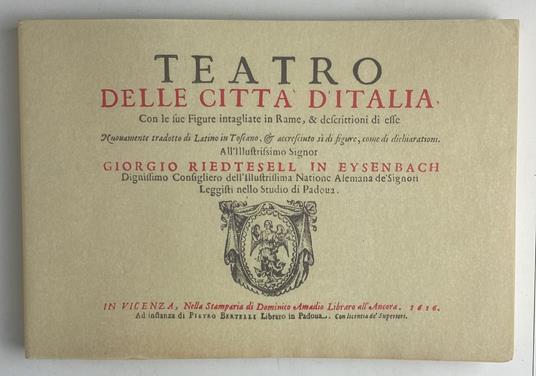 TEATRO
DELLE CITTA' D'ITALIA,
Con le sue Figure intagliate in Rame, & descrittioni di esse
Nuouamente tradotto di Latino in Toscano, & accresciuto sì di figure, come di dichiarationi.
All'Illustrissimo Signor
GIORGIO RIEDTESELL IN EYSENBACH
Dignissimo Consigliero dell'Illustrissima Natione Alemana de' Signori
Leggisti nello Studio di Padoua.
IN VICENZA, Nella Stamparia di Dominico Amadio Libraro all'Ancora. 1616.
Ad instanza di PIETRO BERTELLI Libraro in Padoua. Con licentia de' Superiori.